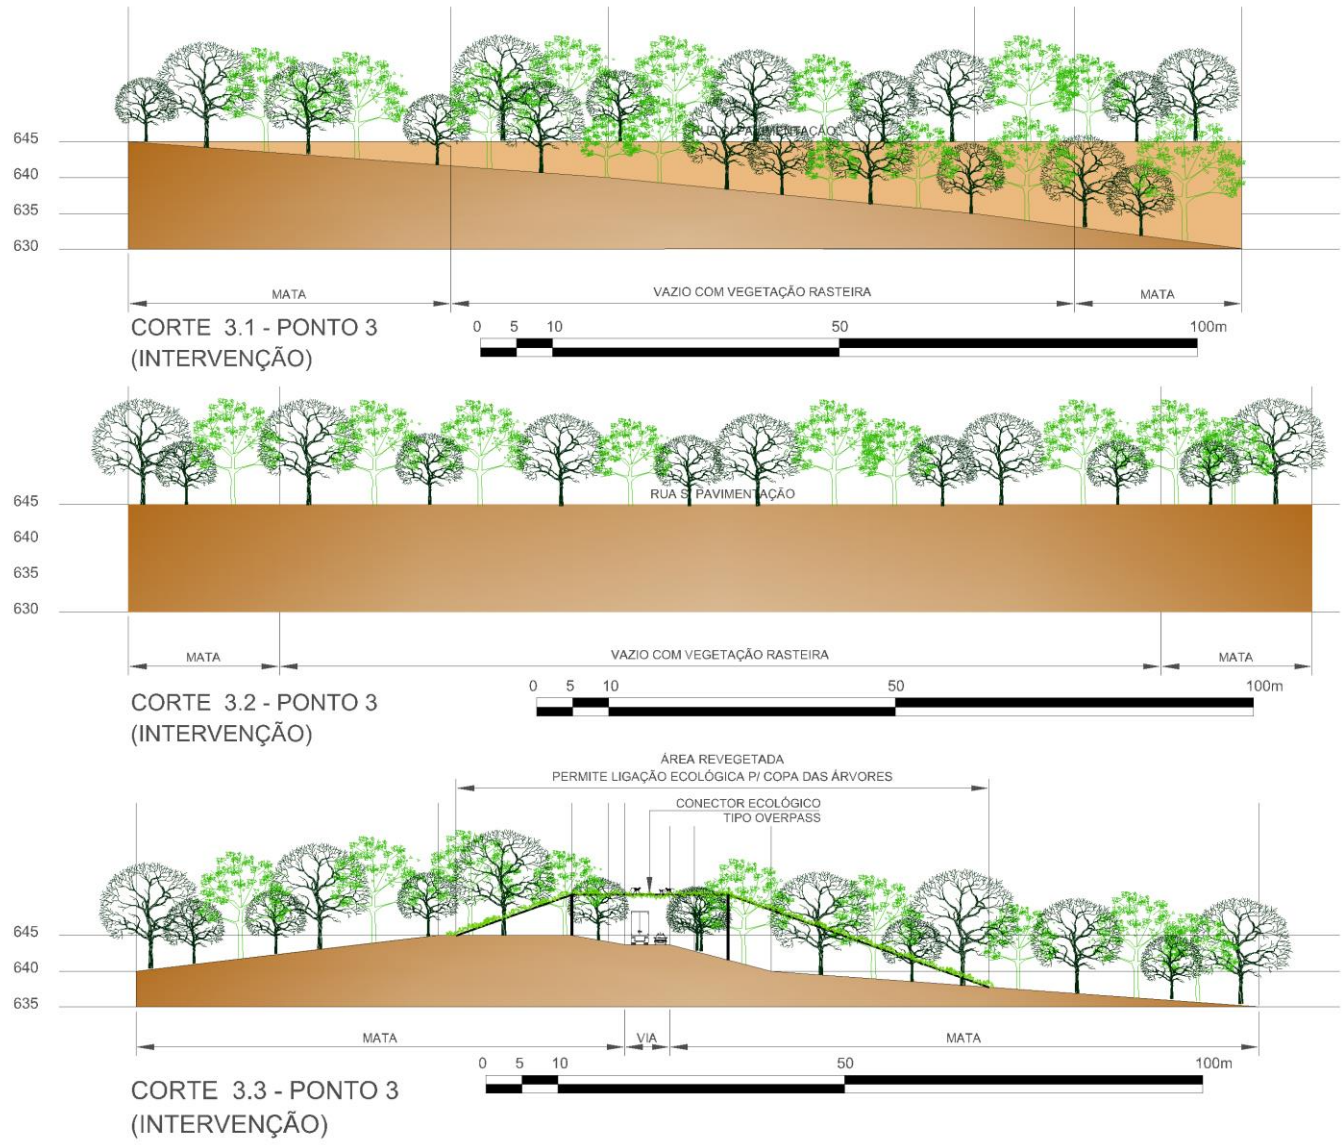 RUA S/ PAVIMENTAÇÃO
645
640
635
630
MATA
VAZIO COM VEGETAÇÃO RASTEIRA
MATA
CORTE 3.1 - PONTO 3
(INTERVENÇÃO)
0 5 10 50 100m
RUA S/ PAVIMENTAÇÃO
645
640
635
630
MATA
VAZIO COM VEGETAÇÃO RASTEIRA
MATA
CORTE 3.2 - PONTO 3
(INTERVENÇÃO)
0 5 10 50 100m
ÁREA REVEGETADA
PERMITE LIGAÇÃO ECOLÓGICA P/ COPA DAS ÁRVORES
CONECTOR ECOLÓGICO
TIPO OVERPASS
645
640
635
MATA
VIA
MATA
CORTE 3.3 - PONTO 3
(INTERVENÇÃO)
0 5 10 50 100m